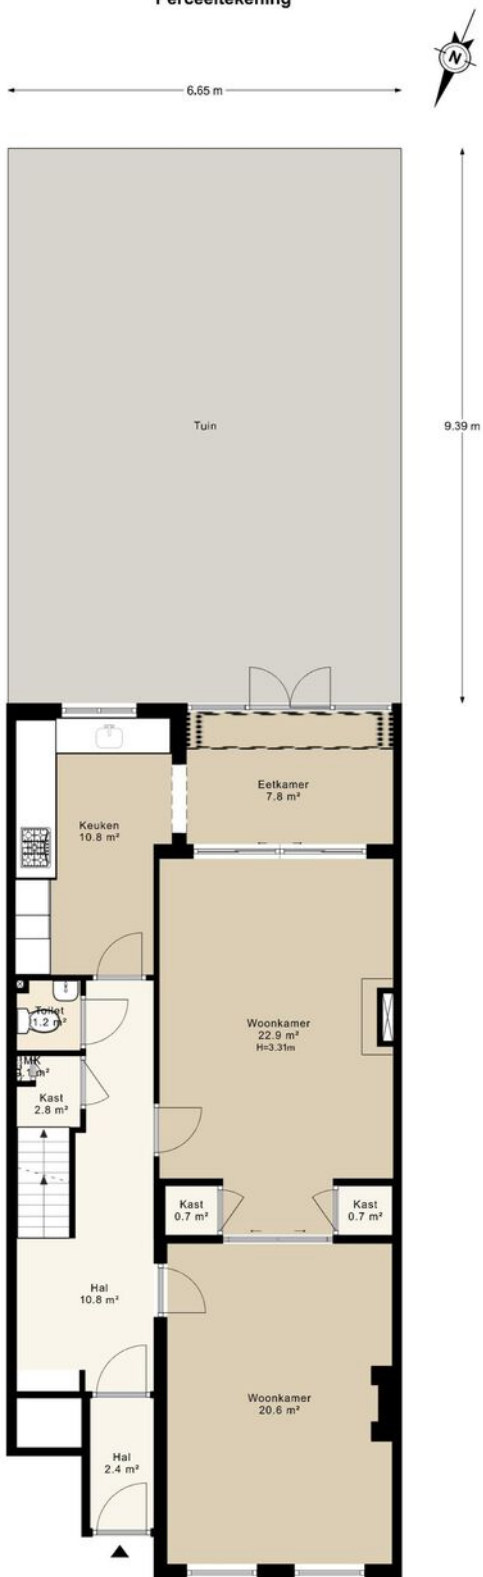 Perceeltekening
N
6.65 m
Tuin
9.39 m
Eetkamer
7.8 m²
Keuken
10.8 m²
Woonkamer
22.9 m²
H=3.31m
Toilet
1.2 m²
MK
Kast
2.8 m²
Kast
0.7 m²
Kast
0.7 m²
Hal
10.8 m²
Woonkamer
20.6 m²
Hal
2.4 m²